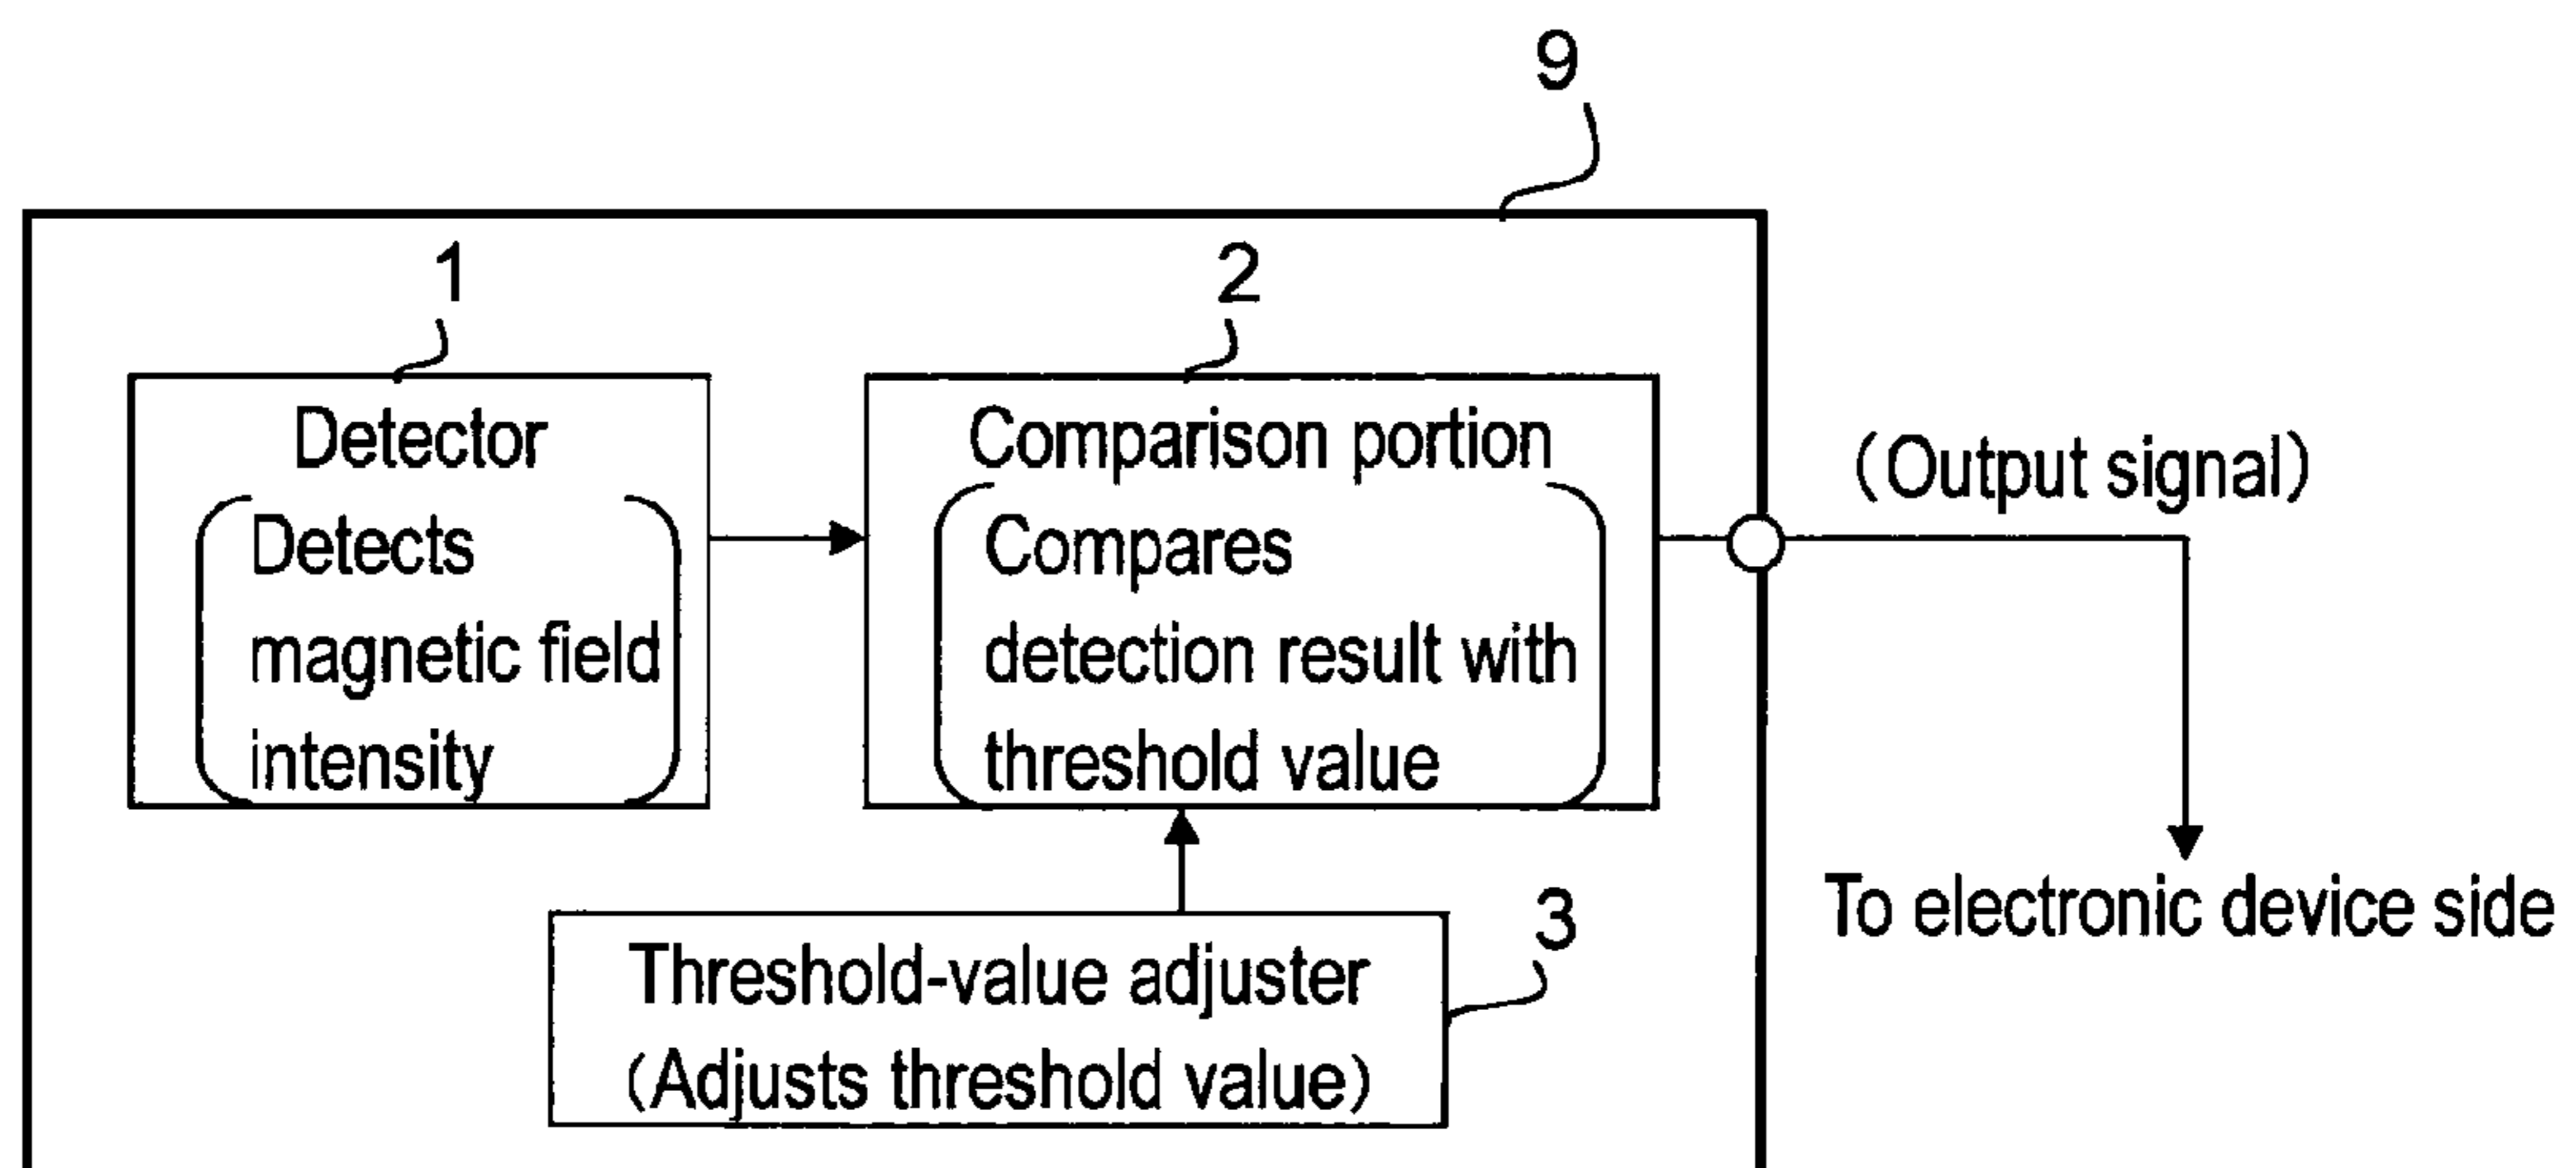 9
1
2
Detector
Detects
magnetic field
intensity
Comparison portion
Compares
detection result with
threshold value
(Output signal)
To electronic device side
3
Threshold-value adjuster
(Adjusts threshold value)